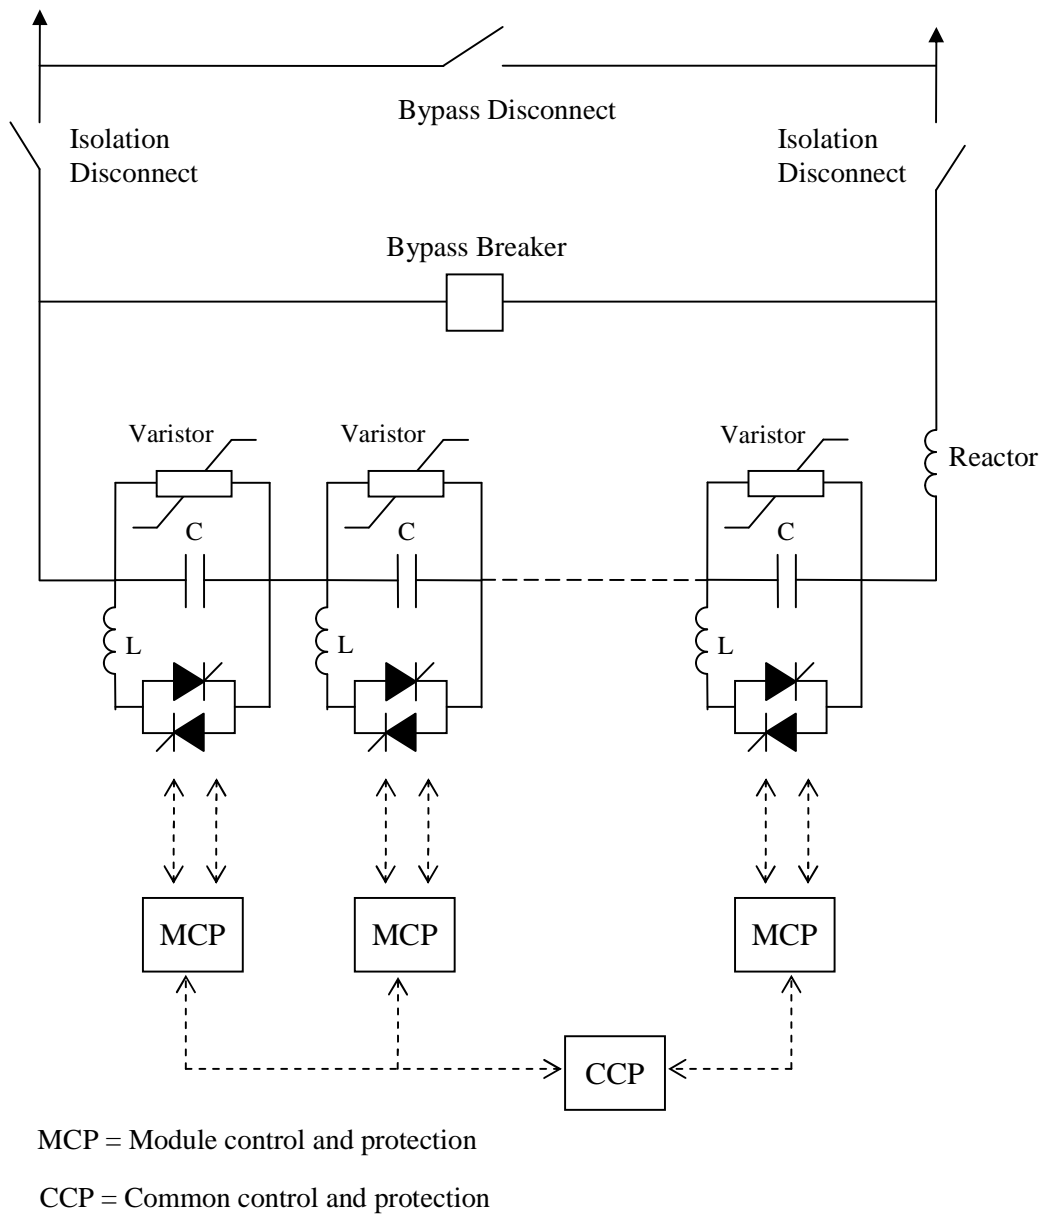 Bypass Disconnect
Isolation
Disconnect
Isolation
Disconnect
Bypass Breaker
Varistor
Varistor
Varistor
Reactor
C
C
C
L
L
L
MCP
MCP
MCP
CCP
MCP = Module control and protection
CCP = Common control and protection